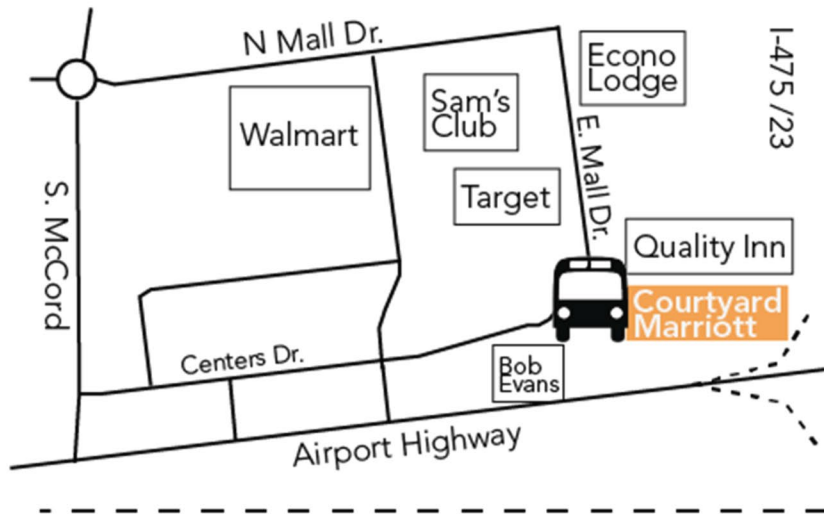 N Mall Dr.
Econo
Lodge
I-475 /23
Sam's
Club
Walmart
E. Mall Dr.
Target
S. McCord
Quality Inn
Courtyard
Marriott
Centers Dr.
Bob
Evans
Airport Highway